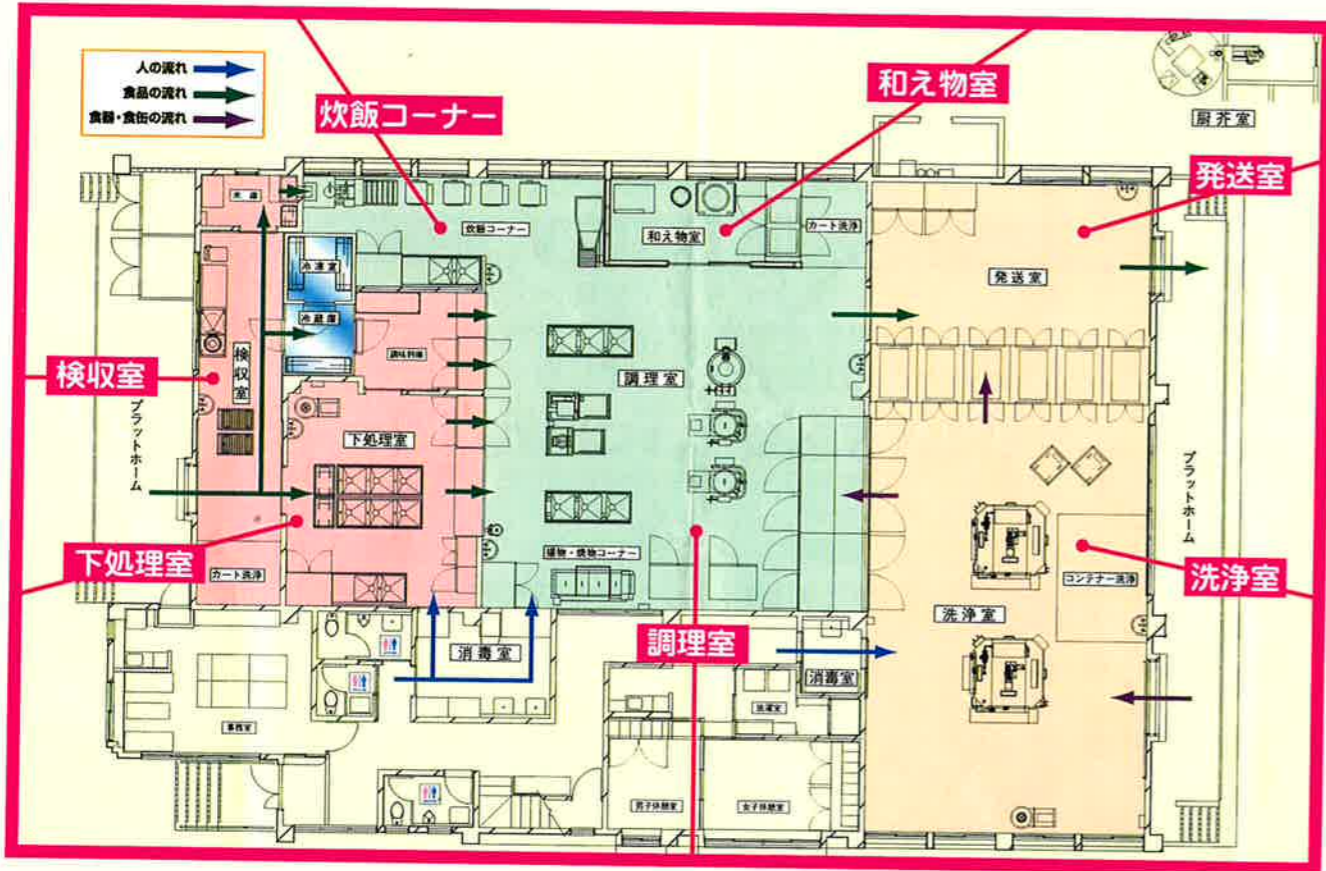 人の流れ
食品の流れ
食器・食缶の流れ
炊飯コーナー
和え物室
厨芥室
発送室
米庫
炊飯コーナー
和え物室
カート洗浄
冷凍室
発送室
冷蔵庫
調味料庫
検収室
検収室
調理室
プラットホーム
下処理室
プラットホーム
揚物・焼物コーナー
下処理室
カート洗浄
コンテナー洗浄
洗浄室
洗浄室
調理室
消毒室
消毒室
洗濯室
事務室
男子休憩室
女子休憩室